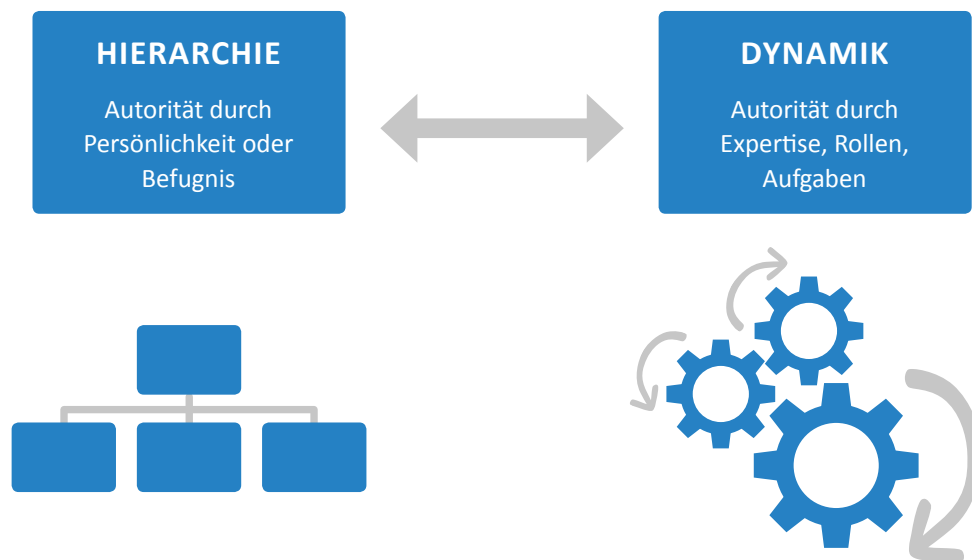 HIERARCHIE
Autorität durch
Persönlichkeit oder
Befugnis
DYNAMIK
Autorität durch
Expertise, Rollen,
Aufgaben